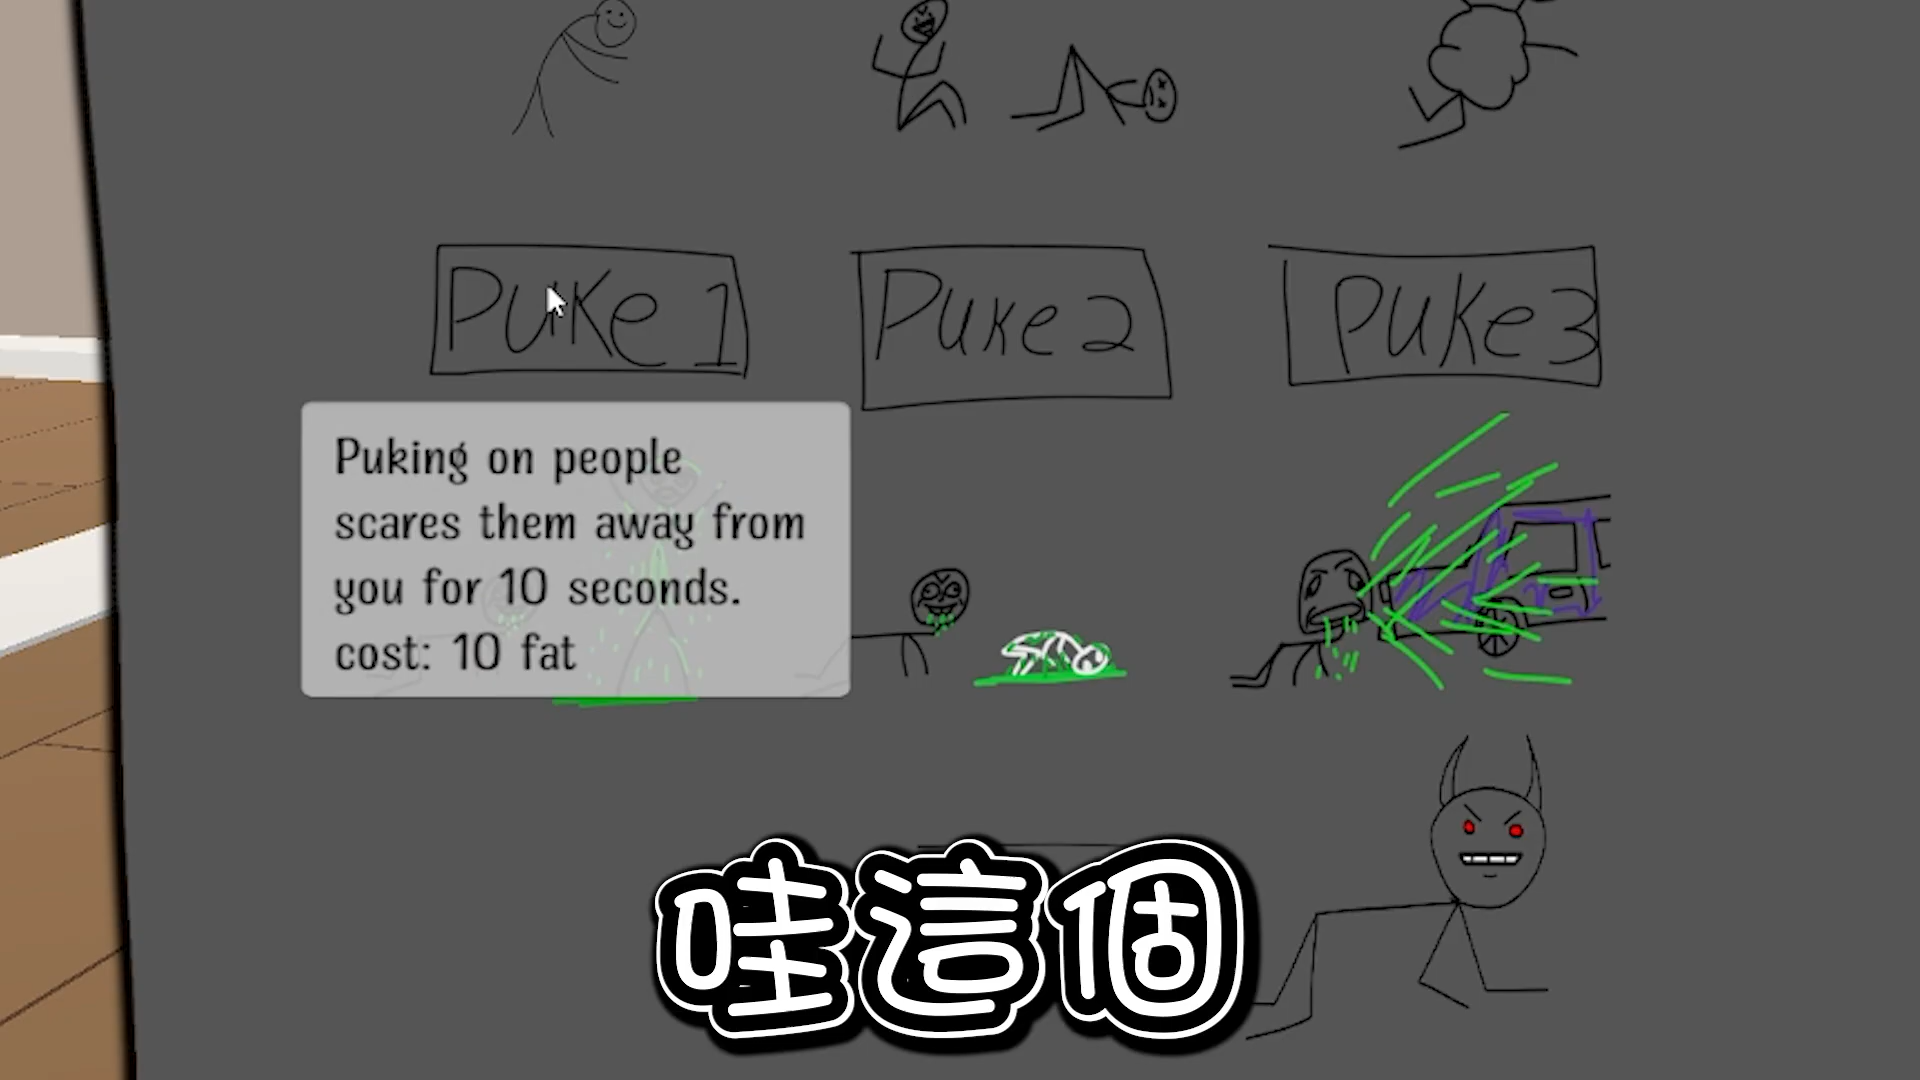 Puke 1
Puke 2
Puke 3
Puking on people
scares them away from
you for 10 seconds.
cost: 10 fat
哇這個